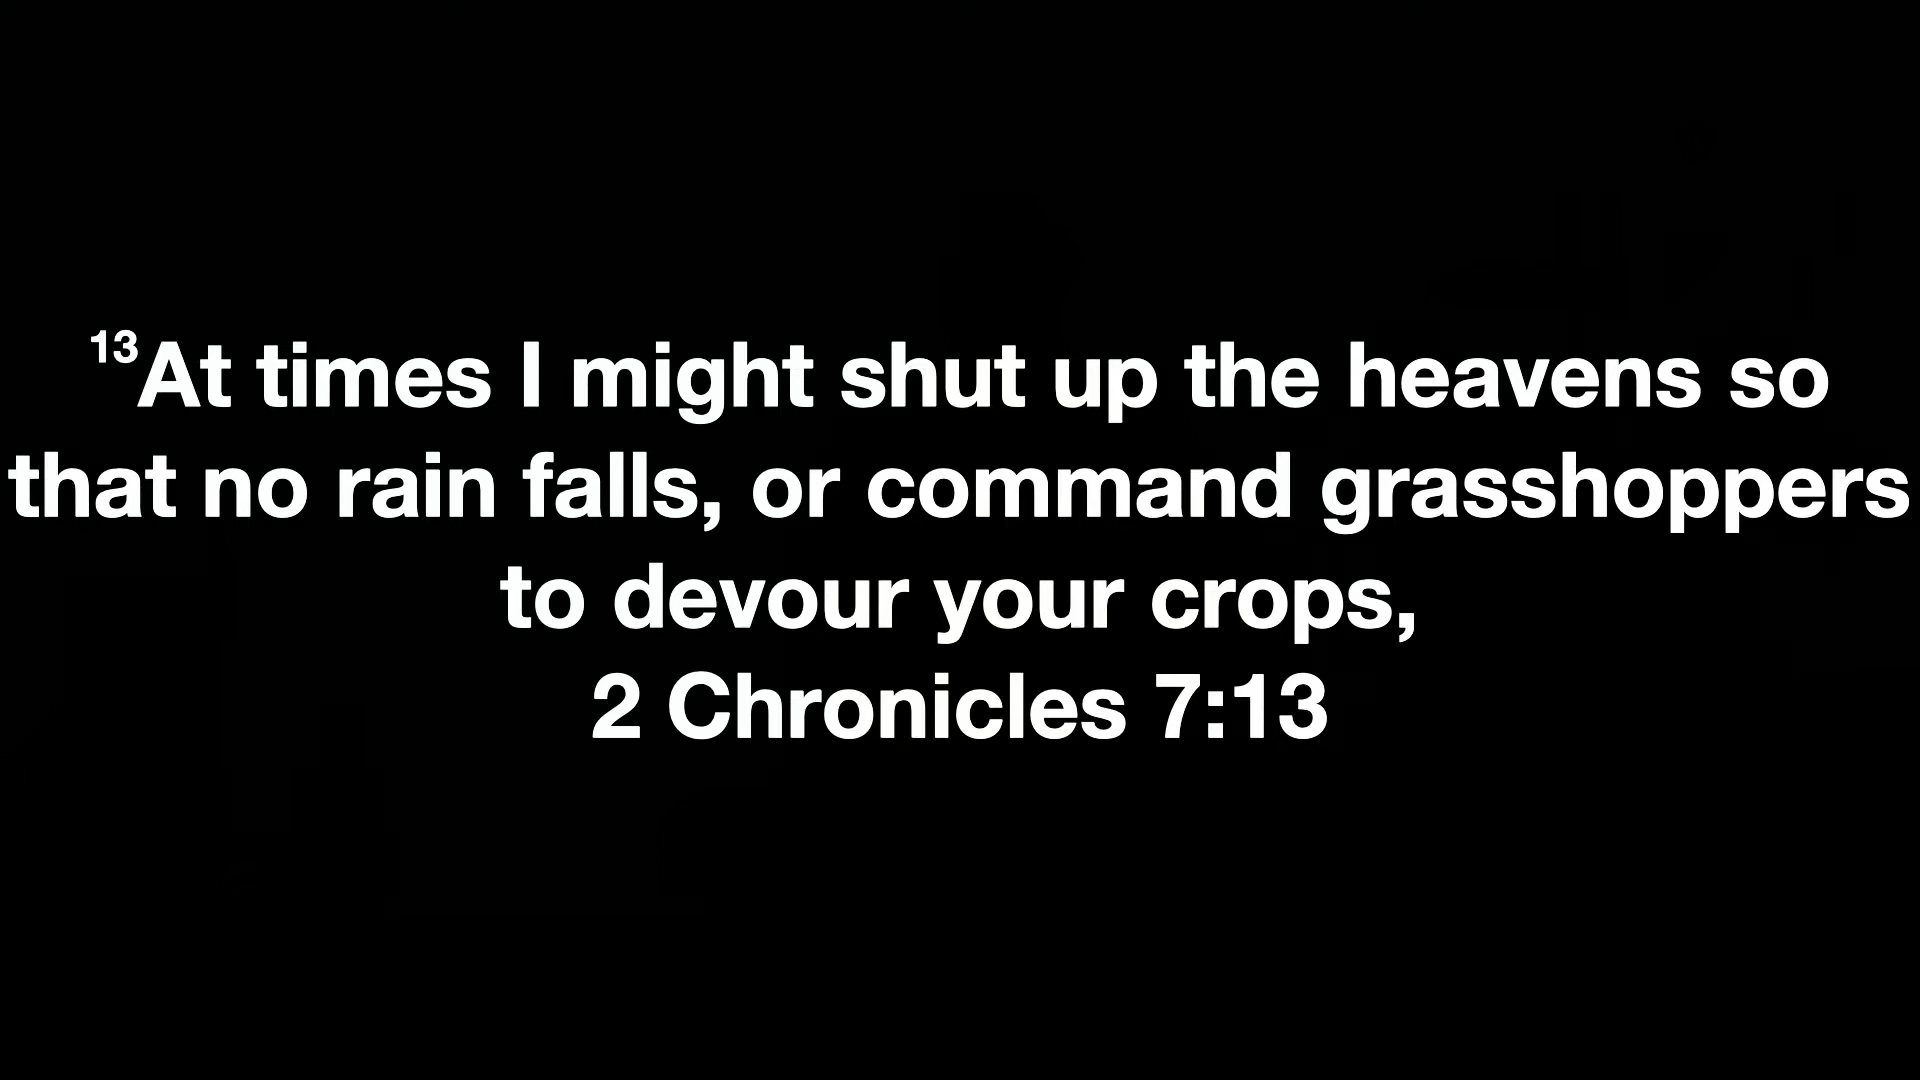 ¹³At times I might shut up the heavens so
that no rain falls, or command grasshoppers
to devour your crops,
2 Chronicles 7:13